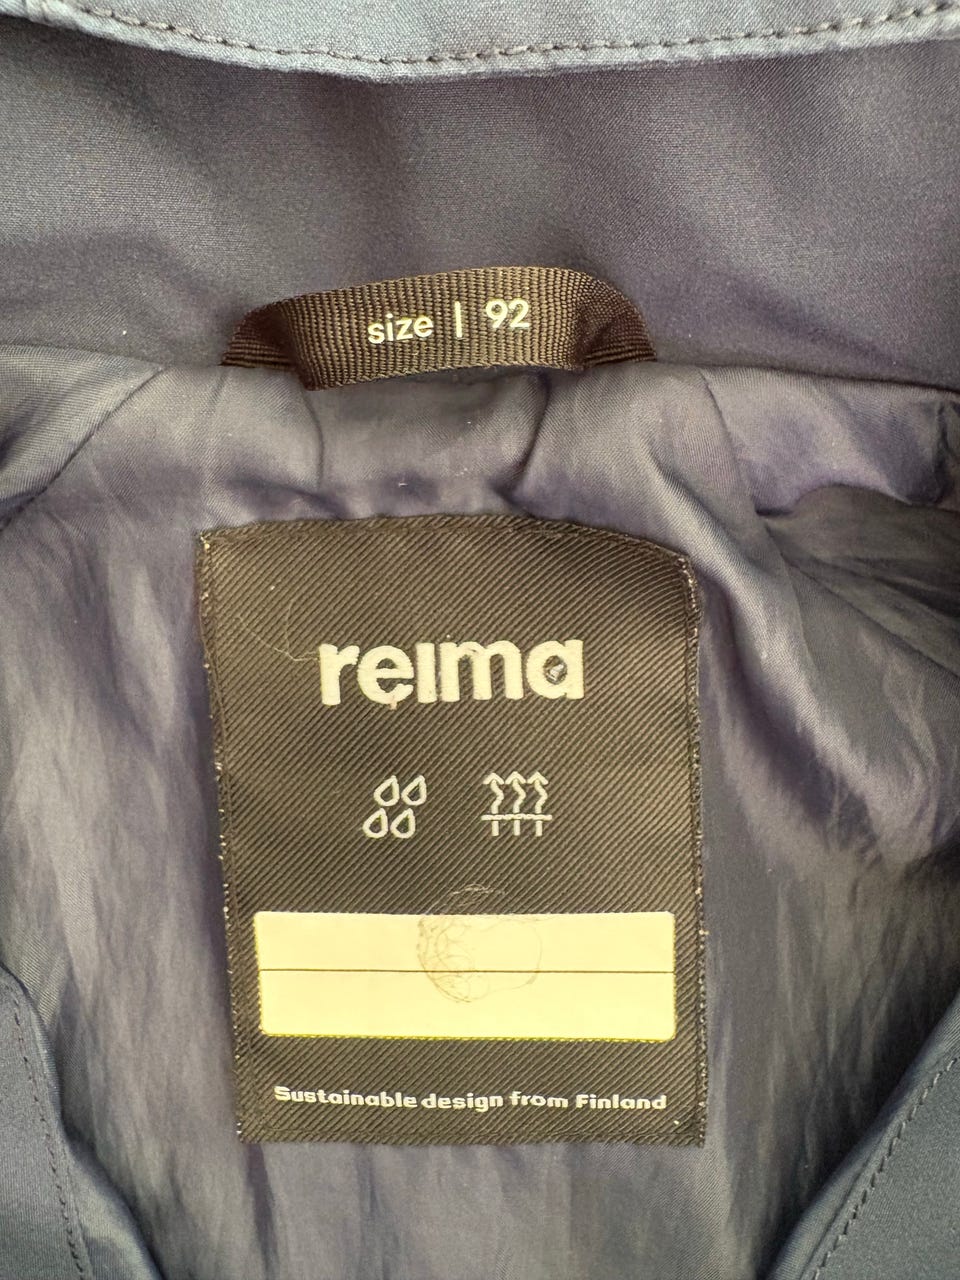 size | 92
reima
Sustainable design from Finland